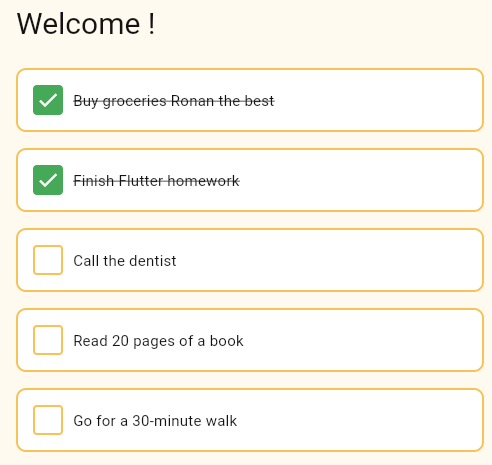 Welcome !
Buy groceries Ronan the best
Finish Flutter homework
Call the dentist
Read 20 pages of a book
Go for a 30-minute walk